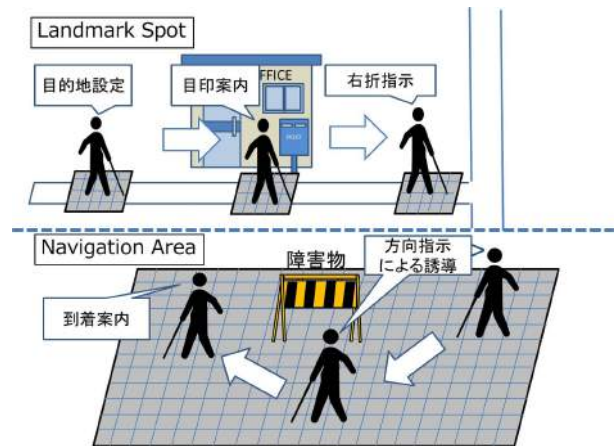 Landmark Spot
目的地設定
目印案内
右折指示
FFICE
POST
Navigation Area
障害物
方向指示
による誘導
到着案内